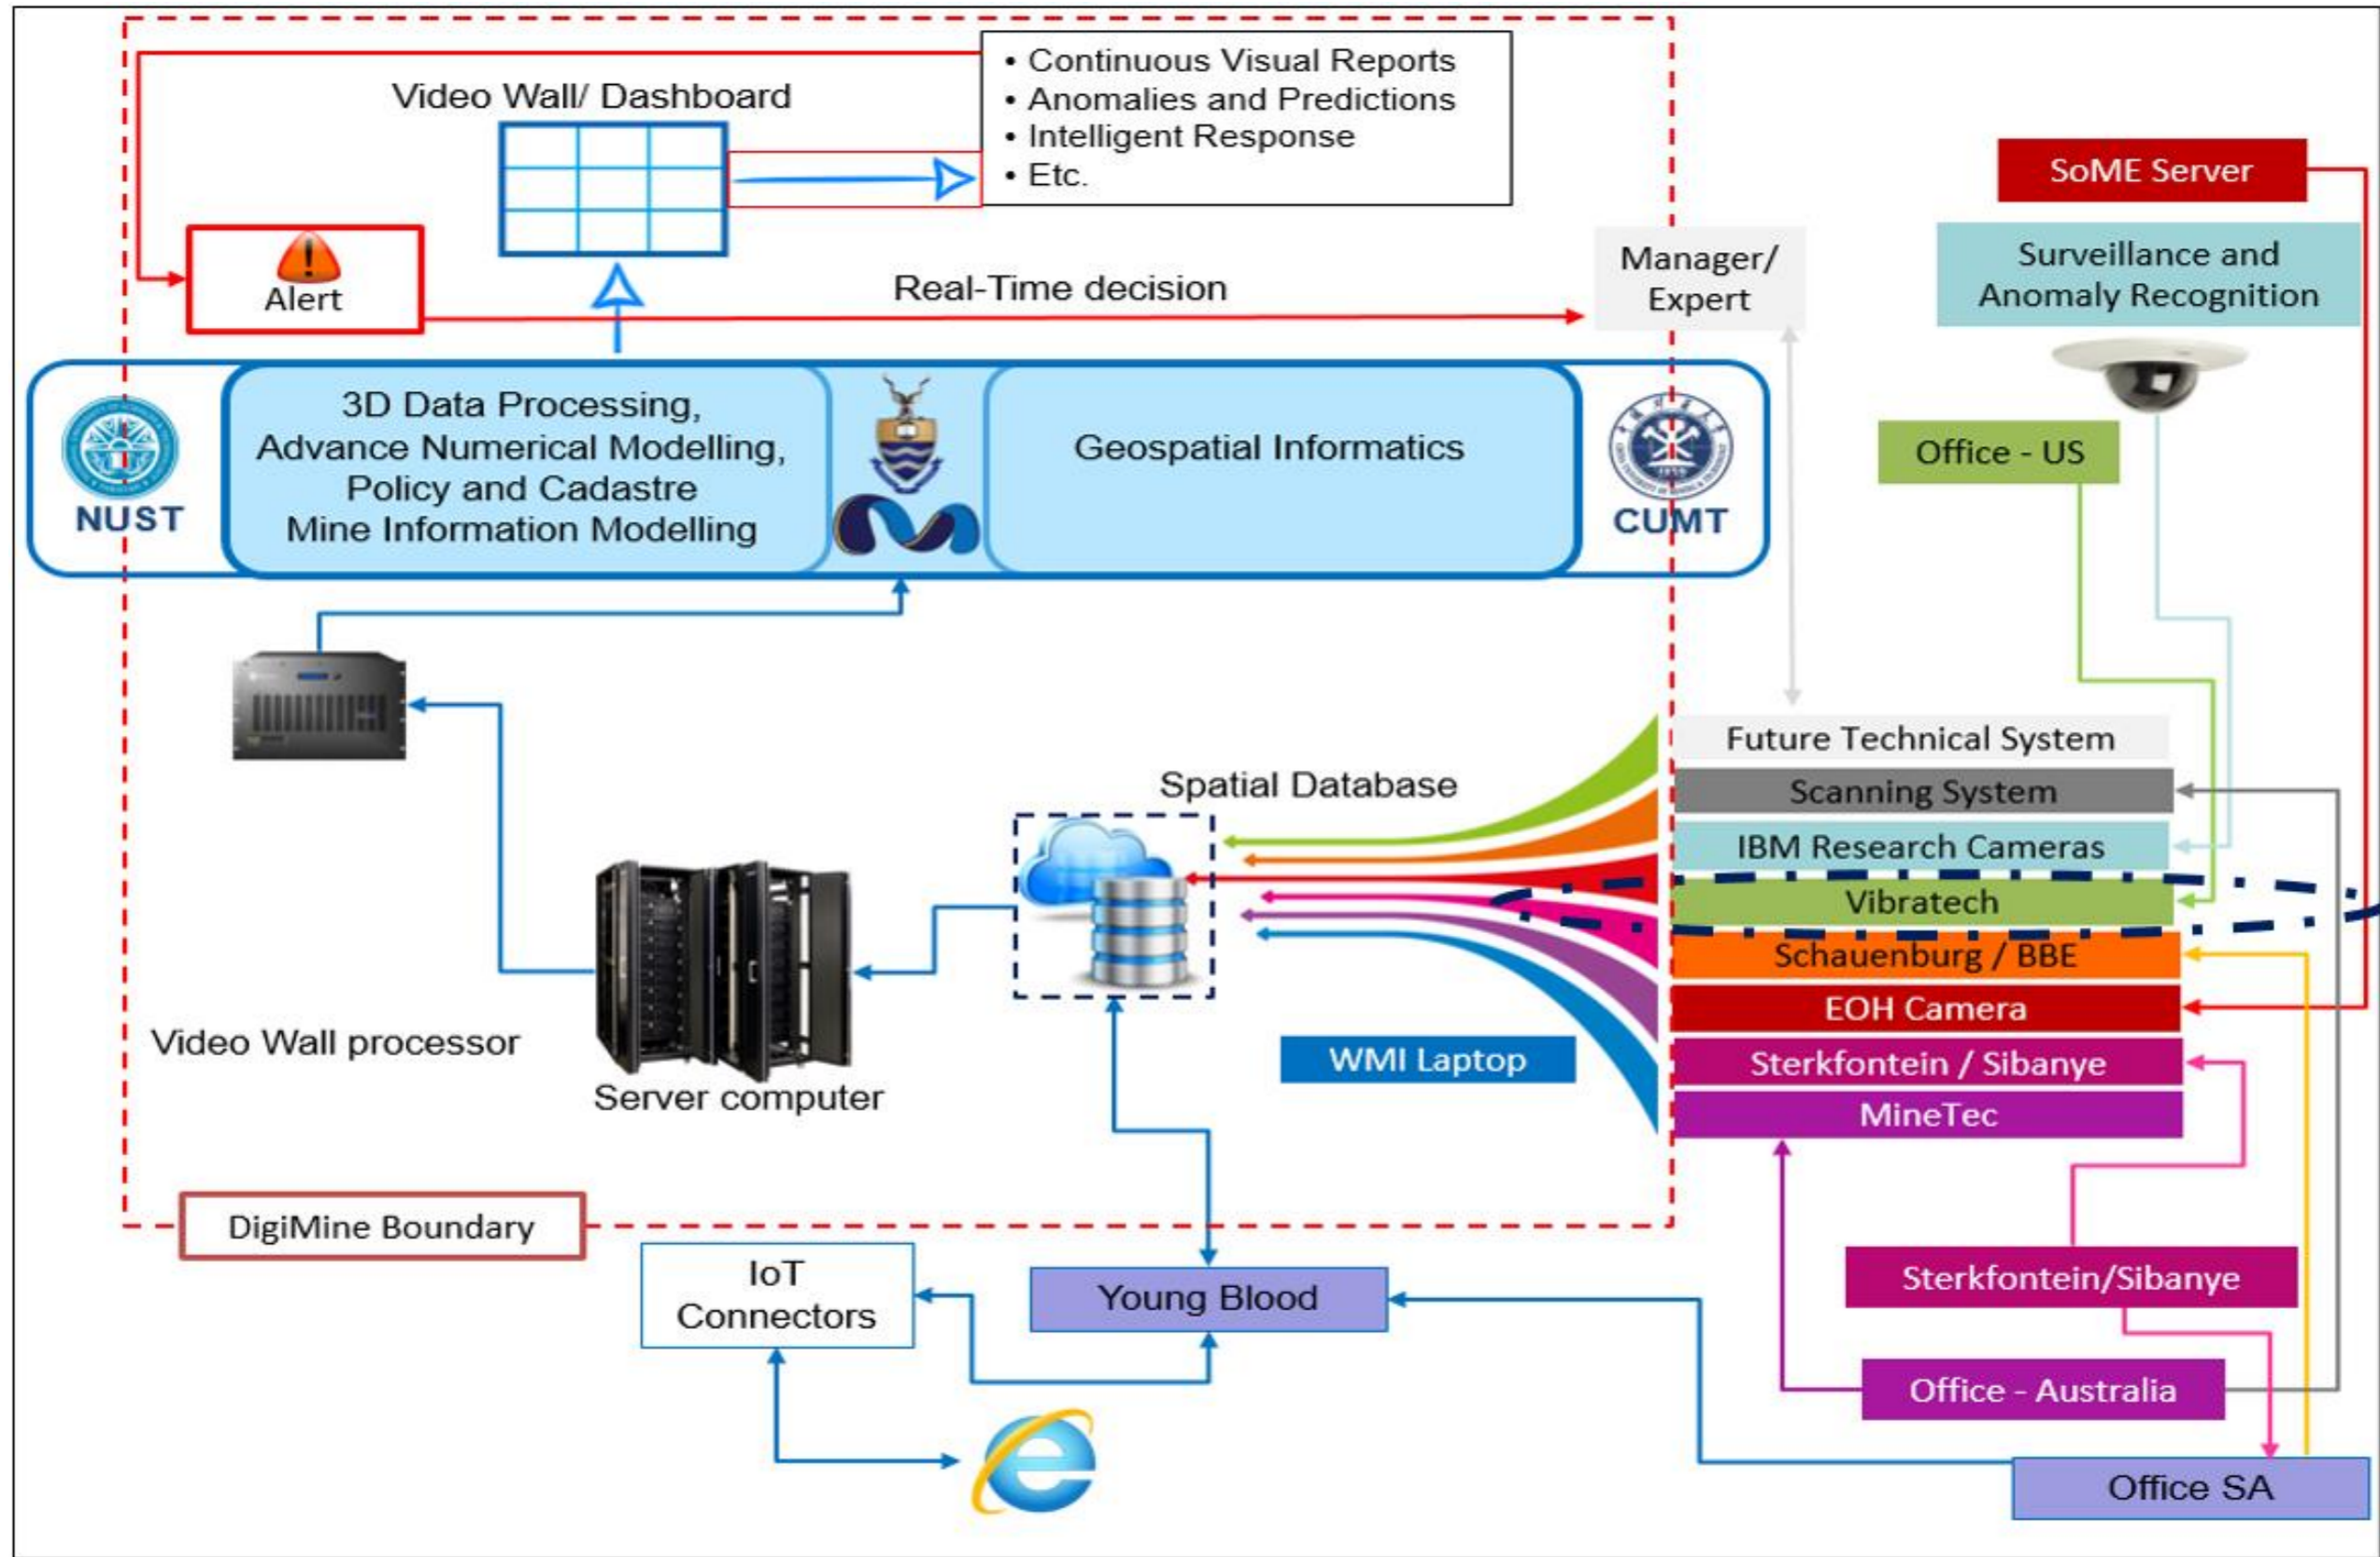 • Continuous Visual Reports
• Anomalies and Predictions
• Intelligent Response
• Etc.
Video Wall/ Dashboard
SoME Server
Surveillance and
Anomaly Recognition
Manager/
Expert
Alert
Real-Time decision
NUST
3D Data Processing,
Advance Numerical Modelling,
Policy and Cadastre
Mine Information Modelling
Geospatial Informatics
CUMT
Office - US
Future Technical System
Scanning System
IBM Research Cameras
Vibratech
Schauenburg / BBE
EOH Camera
Sterkfontein / Sibanye
MineTec
Spatial Database
WMI Laptop
Video Wall processor
Server computer
DigiMine Boundary
IoT
Connectors
Young Blood
Sterkfontein/Sibanye
Office - Australia
Office SA